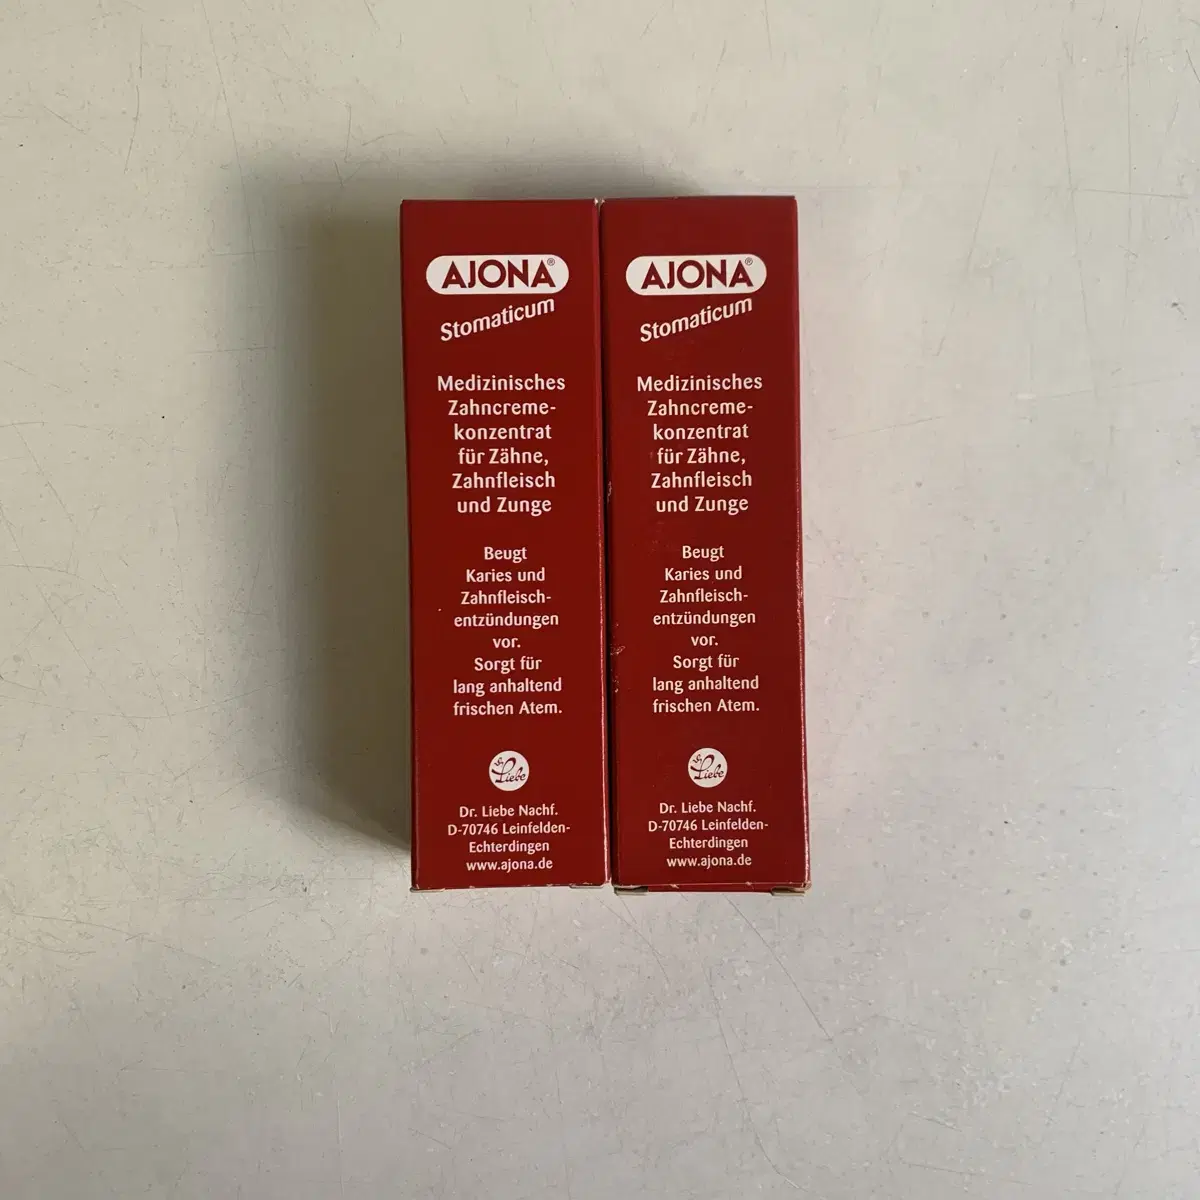 AJONA®
Stomaticum
Medizinisches
Zahncreme-
konzentrat
für Zähne,
Zahnfleisch
und Zunge
Beugt
Karies und
Zahnfleisch-
entzündungen
vor.
Sorgt für
lang anhaltend
frischen Atem.
Dr. Liebe
Dr. Liebe Nachf.
D-70746 Leinfelden-
Echterdingen
www.ajona.de
AJONA®
Stomaticum
Medizinisches
Zahncreme-
konzentrat
für Zähne,
Zahnfleisch
und Zunge
Beugt
Karies und
Zahnfleisch-
entzündungen
vor.
Sorgt für
lang anhaltend
frischen Atem.
Dr. Liebe
Dr. Liebe Nachf.
D-70746 Leinfelden-
Echterdingen
www.ajona.de